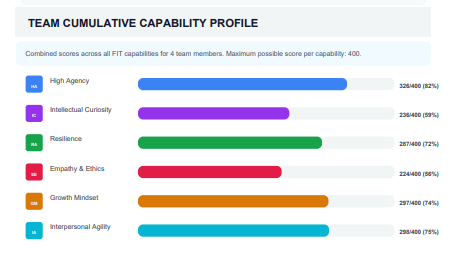 TEAM CUMULATIVE CAPABILITY PROFILE
Combined scores across all FIT capabilities for 4 team members. Maximum possible score per capability: 400.
HA High Agency 326/400 (82%)
IC Intellectual Curiosity 236/400 (59%)
Resilience 287/400 (72%)
EE Empathy & Ethics 224/400 (56%)
GM Growth Mindset 297/400 (74%)
IA Interpersonal Agility 298/400 (75%)